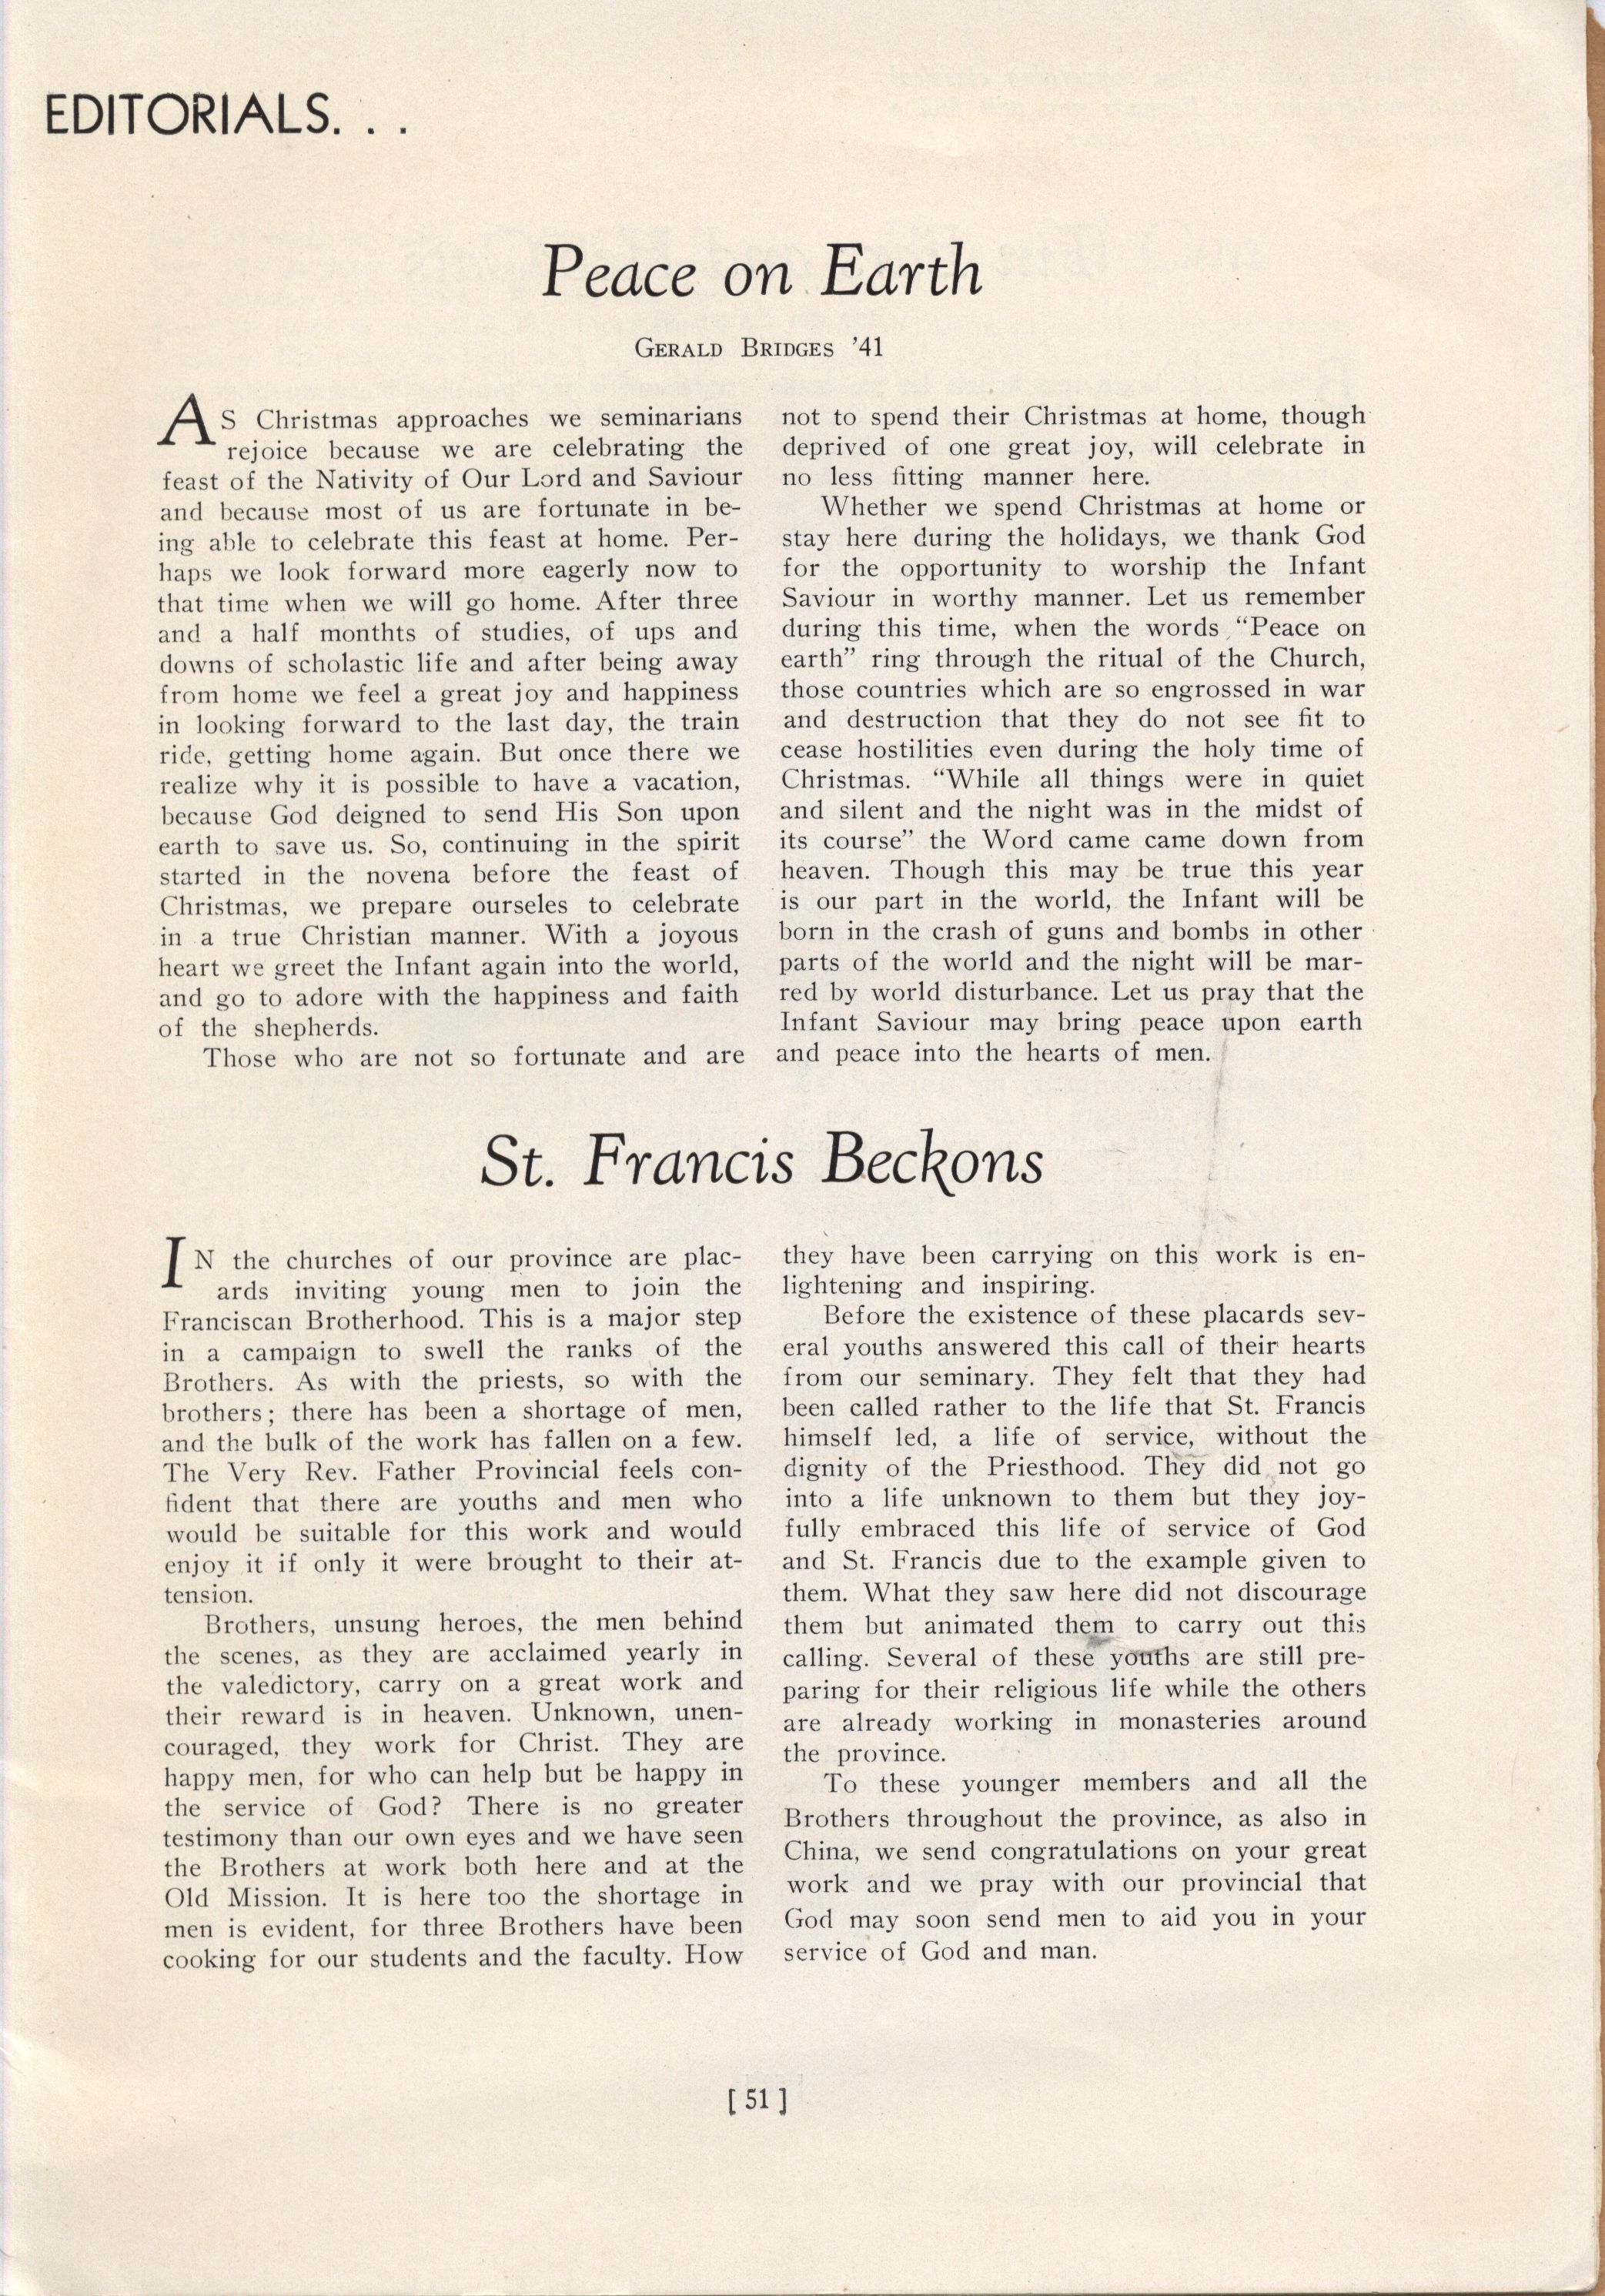 EDITORIALS. . .
Peace on Earth
GERALD BRIDGES '41
AS Christmas approaches we seminarians
rejoice because we are celebrating the
feast of the Nativity of Our Lord and Saviour
and because most of us are fortunate in be-
ing able to celebrate this feast at home. Per-
haps we look forward more eagerly now to
that time when we will go home. After three
and a half monthts of studies, of ups and
downs of scholastic life and after being away
from home we feel a great joy and happiness
in looking forward to the last day, the train
ride, getting home again. But once there we
realize why it is possible to have a vacation,
because God deigned to send His Son upon
earth to save us. So, continuing in the spirit
started in the novena before the feast of
Christmas, we prepare ourseles to celebrate
in a true Christian manner. With a joyous
heart we greet the Infant again into the world,
and go to adore with the happiness and faith
of the shepherds.
Those who are not so fortunate and are
not to spend their Christmas at home, though
deprived of one great joy, will celebrate in
no less fitting manner here.
Whether we spend Christmas at home or
stay here during the holidays, we thank God
for the opportunity to worship the Infant
Saviour in worthy manner. Let us remember
during this time, when the words "Peace on
earth" ring through the ritual of the Church,
those countries which are so engrossed in war
and destruction that they do not see fit to
cease hostilities even during the holy time of
Christmas. "While all things were in quiet
and silent and the night was in the midst of
its course" the Word came came down from
heaven. Though this may be true this year
is our part in the world, the Infant will be
born in the crash of guns and bombs in other
parts of the world and the night will be mar-
red by world disturbance. Let us pray that the
Infant Saviour may bring peace upon earth
and peace into the hearts of men.
St. Francis Beckons
IN the churches of our province are plac-
ards inviting young men to join the
Franciscan Brotherhood. This is a major step
in a campaign to swell the ranks of the
Brothers. As with the priests, so with the
brothers; there has been a shortage of men,
and the bulk of the work has fallen on a few.
The Very Rev. Father Provincial feels con-
fident that there are youths and men who
would be suitable for this work and would
enjoy it if only it were brought to their at-
tension.
Brothers, unsung heroes, the men behind
the scenes, as they are acclaimed yearly in
the valedictory, carry on a great work and
their reward is in heaven. Unknown, unen-
couraged, they work for Christ. They are
happy men, for who can help but be happy in
the service of God? There is no greater
testimony than our own eyes and we have seen
the Brothers at work both here and at the
Old Mission. It is here too the shortage in
men is evident, for three Brothers have been
cooking for our students and the faculty. How
they have been carrying on this work is en-
lightening and inspiring.
Before the existence of these placards sev-
eral youths answered this call of their hearts
from our seminary. They felt that they had
been called rather to the life that St. Francis
himself led, a life of service, without the
dignity of the Priesthood. They did not go
into a life unknown to them but they joy-
fully embraced this life of service of God
and St. Francis due to the example given to
them. What they saw here did not discourage
them but animated them to carry out this
calling. Several of these youths are still pre-
paring for their religious life while the others
are already working in monasteries around
the province.
To these younger members and all the
Brothers throughout the province, as also in
China, we send congratulations on your great
work and we pray with our provincial that
God may soon send men to aid you in your
service of God and man.
[ 51 ]